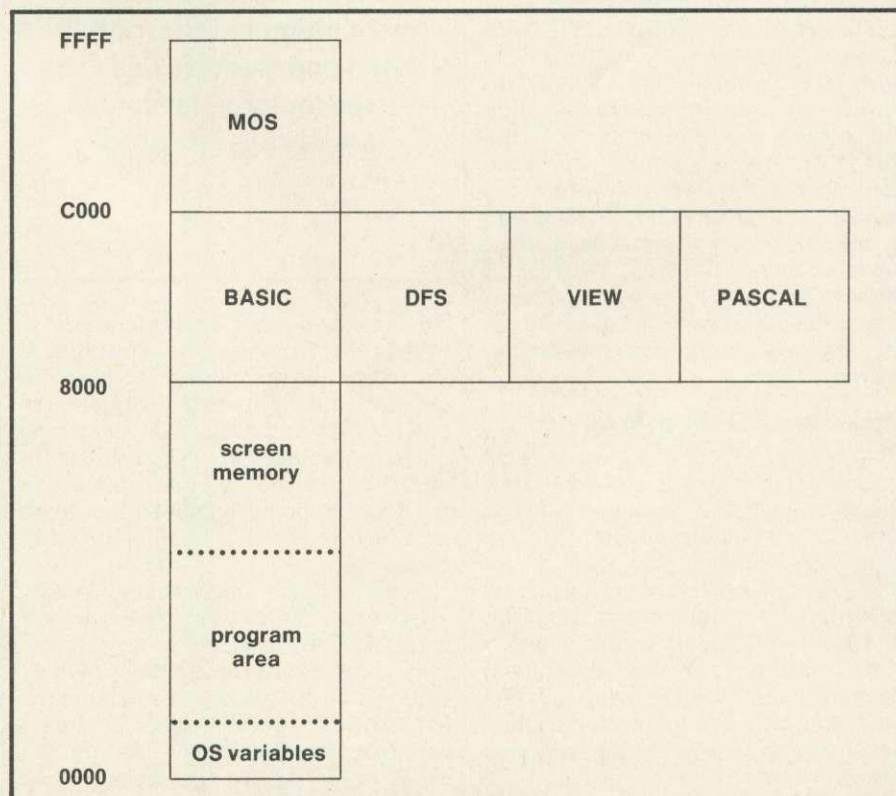 FFFF
MOS
C000
BASIC DFS VIEW PASCAL
8000
screen
memory
program
area
OS variables
0000